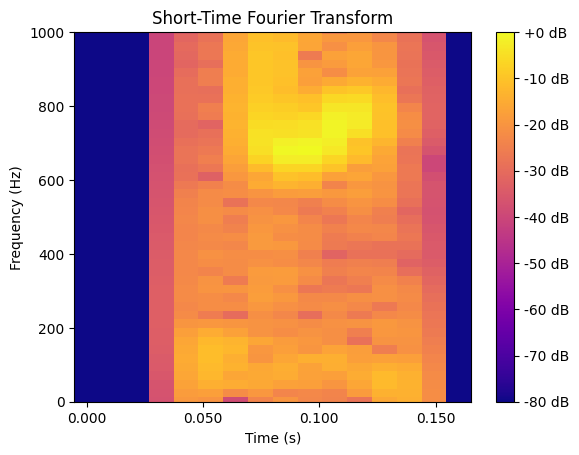 Short-Time Fourier Transform
1000
800
600
400
200
0
Frequency (Hz)
0.000
0.050
0.100
0.150
Time (s)
+0 dB
-10 dB
-20 dB
-30 dB
-40 dB
-50 dB
-60 dB
-70 dB
-80 dB